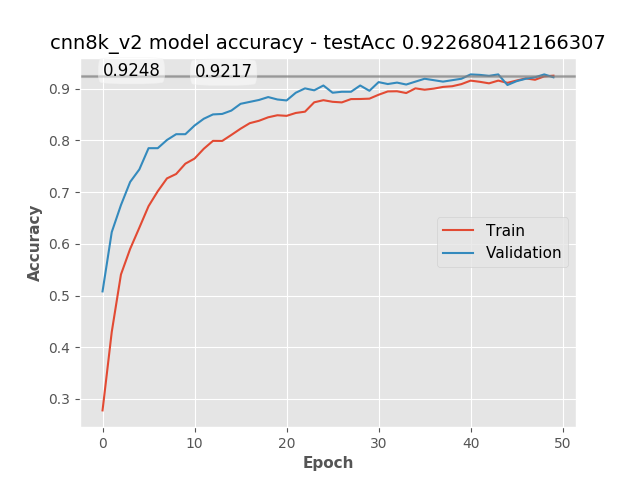 cnn8k_v2 model accuracy - testAcc 0.922680412166307
0.9248 0.9217
0.9
0.8
0.7
0.6
0.5
0.4
0.3
Accuracy
Train
Validation
0 10 20 30 40 50
Epoch